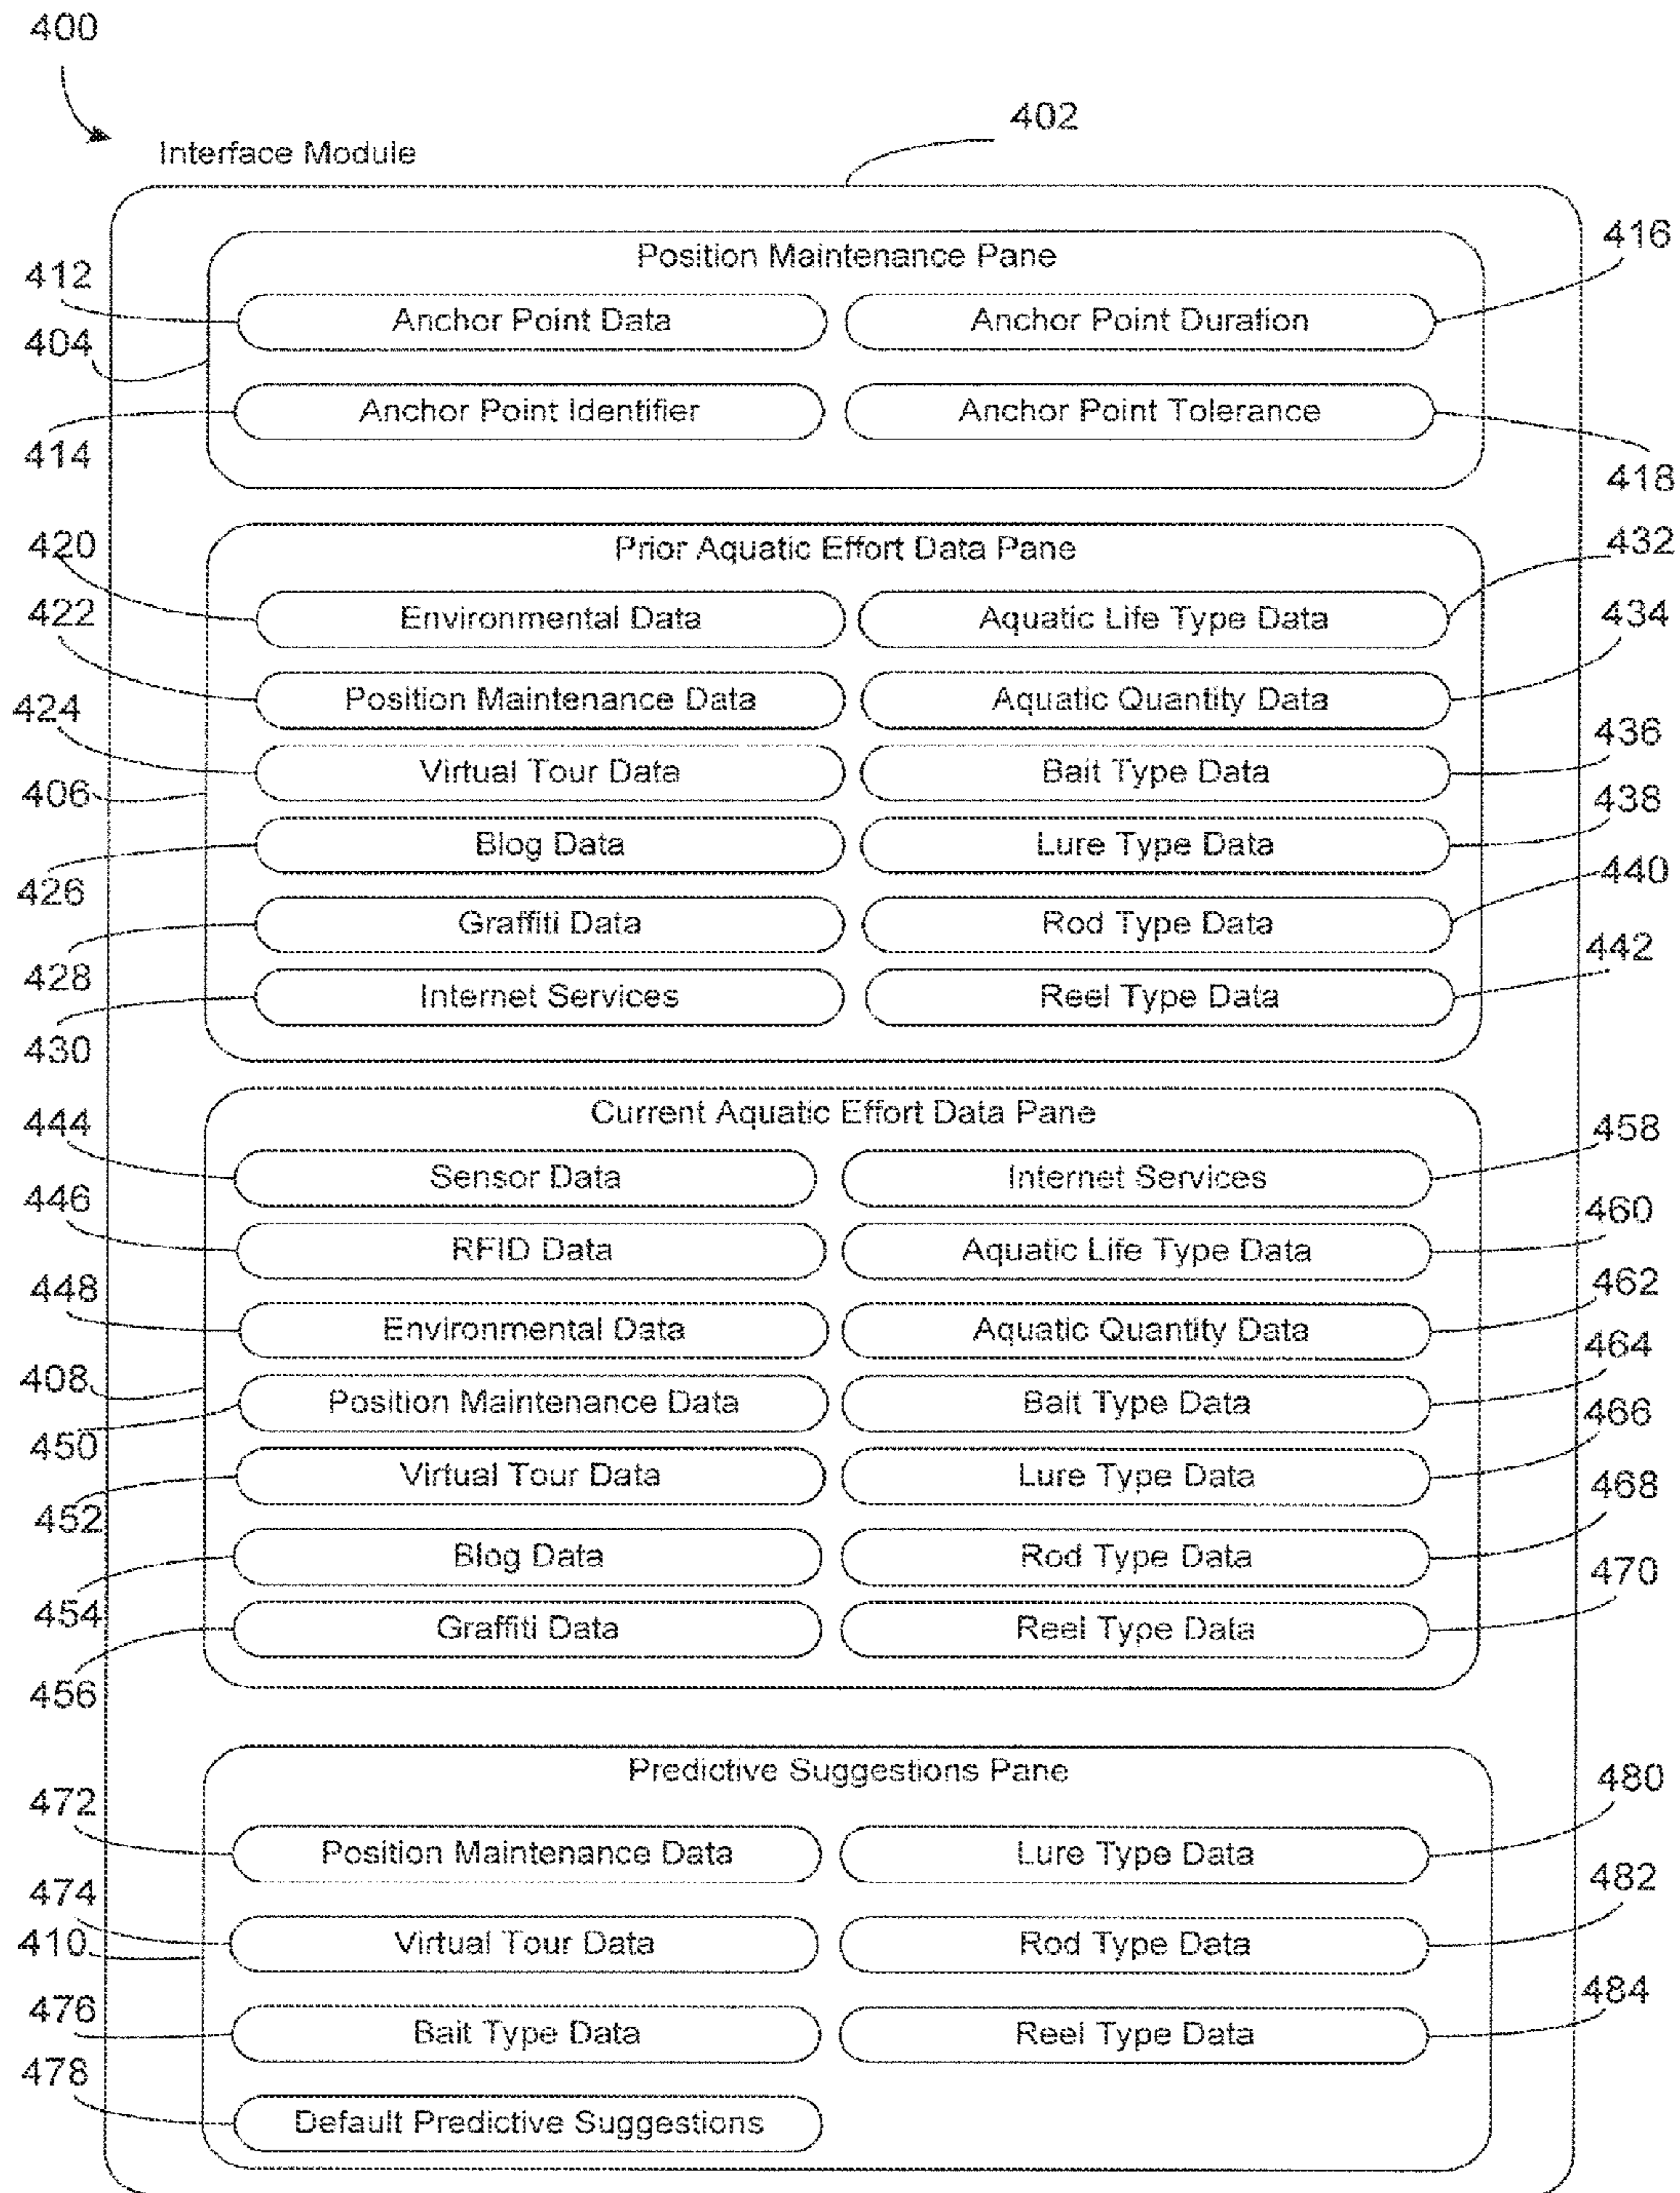 400
402
Interface Module
Position Maintenance Pane
416
412
Anchor Point Data
Anchor Point Duration
404
Anchor Point Identifier
Anchor Point Tolerance
414
418
420
Prior Aquatic Effort Data Pane
432
422
Environmental Data
Aquatic Life Type Data
434
424
Position Maintenance Data
Aquatic Quantity Data
436
406
Virtual Tour Data
Bait Type Data
438
426
Blog Data
Lure Type Data
440
428
Graffiti Data
Rod Type Data
442
430
Internet Services
Reel Type Data
444
Current Aquatic Effort Data Pane
458
446
Sensor Data
Internet Services
460
448
RFID Data
Aquatic Life Type Data
462
Environmental Data
Aquatic Quantity Data
464
408
Position Maintenance Data
Bait Type Data
466
450
Virtual Tour Data
Lure Type Data
468
452
Blog Data
Rod Type Data
470
454
Graffiti Data
Reel Type Data
456
Predictive Suggestions Pane
480
472
Position Maintenance Data
Lure Type Data
482
474
Virtual Tour Data
Rod Type Data
410
484
476
Bait Type Data
Reel Type Data
478
Default Predictive Suggestions